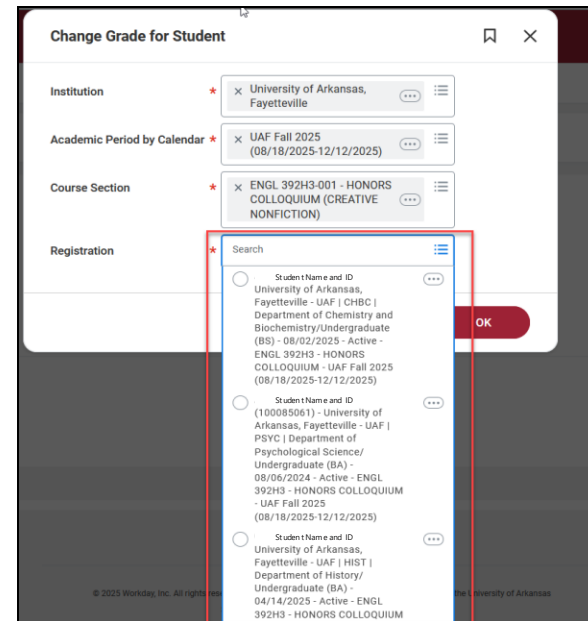 Change Grade for Student
Institution *
× University of Arkansas,
Fayetteville
Academic Period by Calendar *
× UAF Fall 2025
(08/18/2025-12/12/2025)
Course Section *
× ENGL 392H3-001 - HONORS
COLLOQUIUM (CREATIVE
NONFICTION)
Registration *
Search
Student Name and ID
University of Arkansas,
Fayetteville - UAF | CHBC |
Department of Chemistry and
Biochemistry/Undergraduate
(BS) - 08/02/2025 - Active -
ENGL 392H3 - HONORS
COLLOQUIUM - UAF Fall 2025
(08/18/2025-12/12/2025)
Student Name and ID
(100085061) - University of
Arkansas, Fayetteville - UAF |
PSYC | Department of
Psychological Science/
Undergraduate (BA) -
08/06/2024 - Active - ENGL
392H3 - HONORS COLLOQUIUM
- UAF Fall 2025
(08/18/2025-12/12/2025)
Student Name and ID
University of Arkansas,
Fayetteville - UAF | HIST |
Department of History/
Undergraduate (BA) -
04/14/2025 - Active - ENGL
392H3 - HONORS COLLOQUIUM
OK
© 2025 Workday, Inc. All rights
University of Arkansas